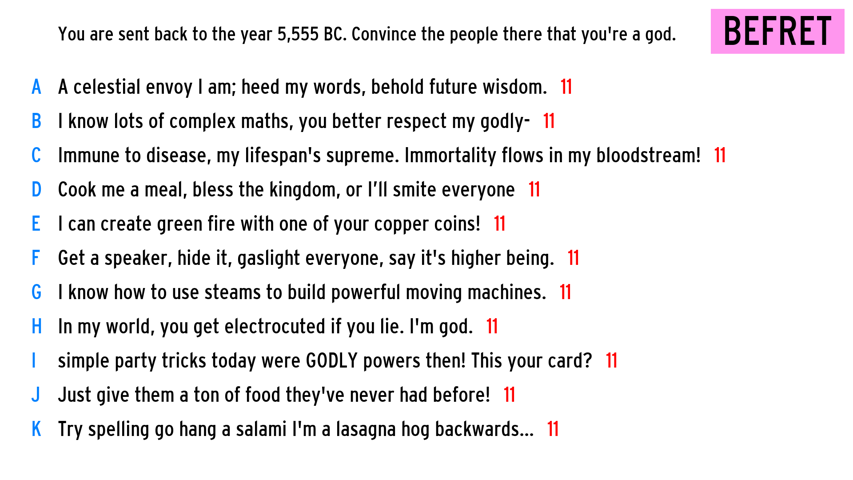 You are sent back to the year 5,555 BC. Convince the people there that you're a god.
BEFRET
A A celestial envoy I am; heed my words, behold future wisdom. 11
B I know lots of complex maths, you better respect my godly- 11
C Immune to disease, my lifespan's supreme. Immortality flows in my bloodstream! 11
D Cook me a meal, bless the kingdom, or I’ll smite everyone 11
E I can create green fire with one of your copper coins! 11
F Get a speaker, hide it, gaslight everyone, say it's higher being. 11
G I know how to use steams to build powerful moving machines. 11
H In my world, you get electrocuted if you lie. I'm god. 11
I simple party tricks today were GODLY powers then! This your card? 11
J Just give them a ton of food they've never had before! 11
K Try spelling go hang a salami I'm a lasagna hog backwards... 11